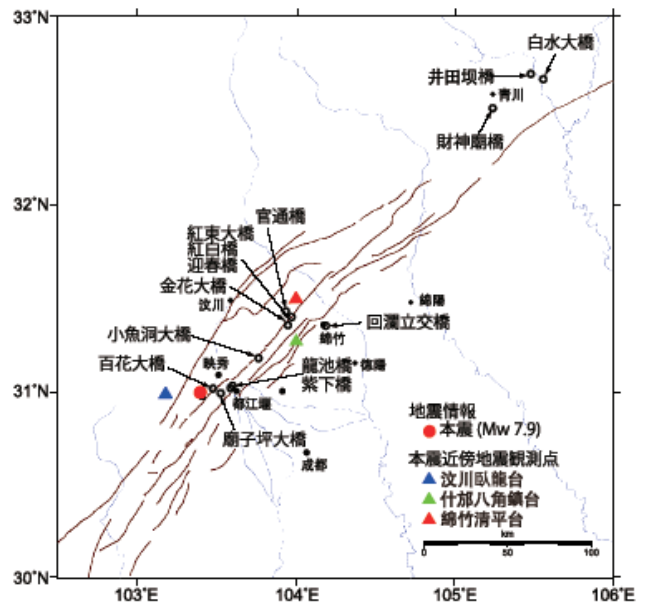 33°N
白水大橋
井田坝橋
青川
財神廟橋
32°N
官通橋
紅東大橋
紅白橋
迎春橋
金花大橋
汶川
綿陽
回瀾立交橋
綿竹
小魚洞大橋
百花大橋
映秀
龍池橋
徳陽
紫下橋
31°N
都江堰
廟子坪大橋
成都
地震情報
本震 (Mw 7.9)
本震近傍地震観測点
汶川臥龍台
什邡八角鎮台
綿竹清平台
km
0 50 100
30°N
103°E 104°E 105°E 106°E